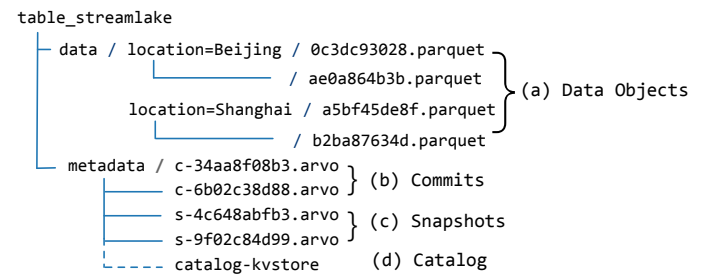 table_streamlake
data / location=Beijing / 0c3dc93028.parquet
/ ae0a864b3b.parquet
(a) Data Objects
location=Shanghai / a5bf45de8f.parquet
/ b2ba87634d.parquet
metadata / c-34aa8f08b3.arvo
(b) Commits
c-6b02c38d88.arvo
s-4c648abfb3.arvo
(c) Snapshots
s-9f02c84d99.arvo
catalog-kvstore (d) Catalog